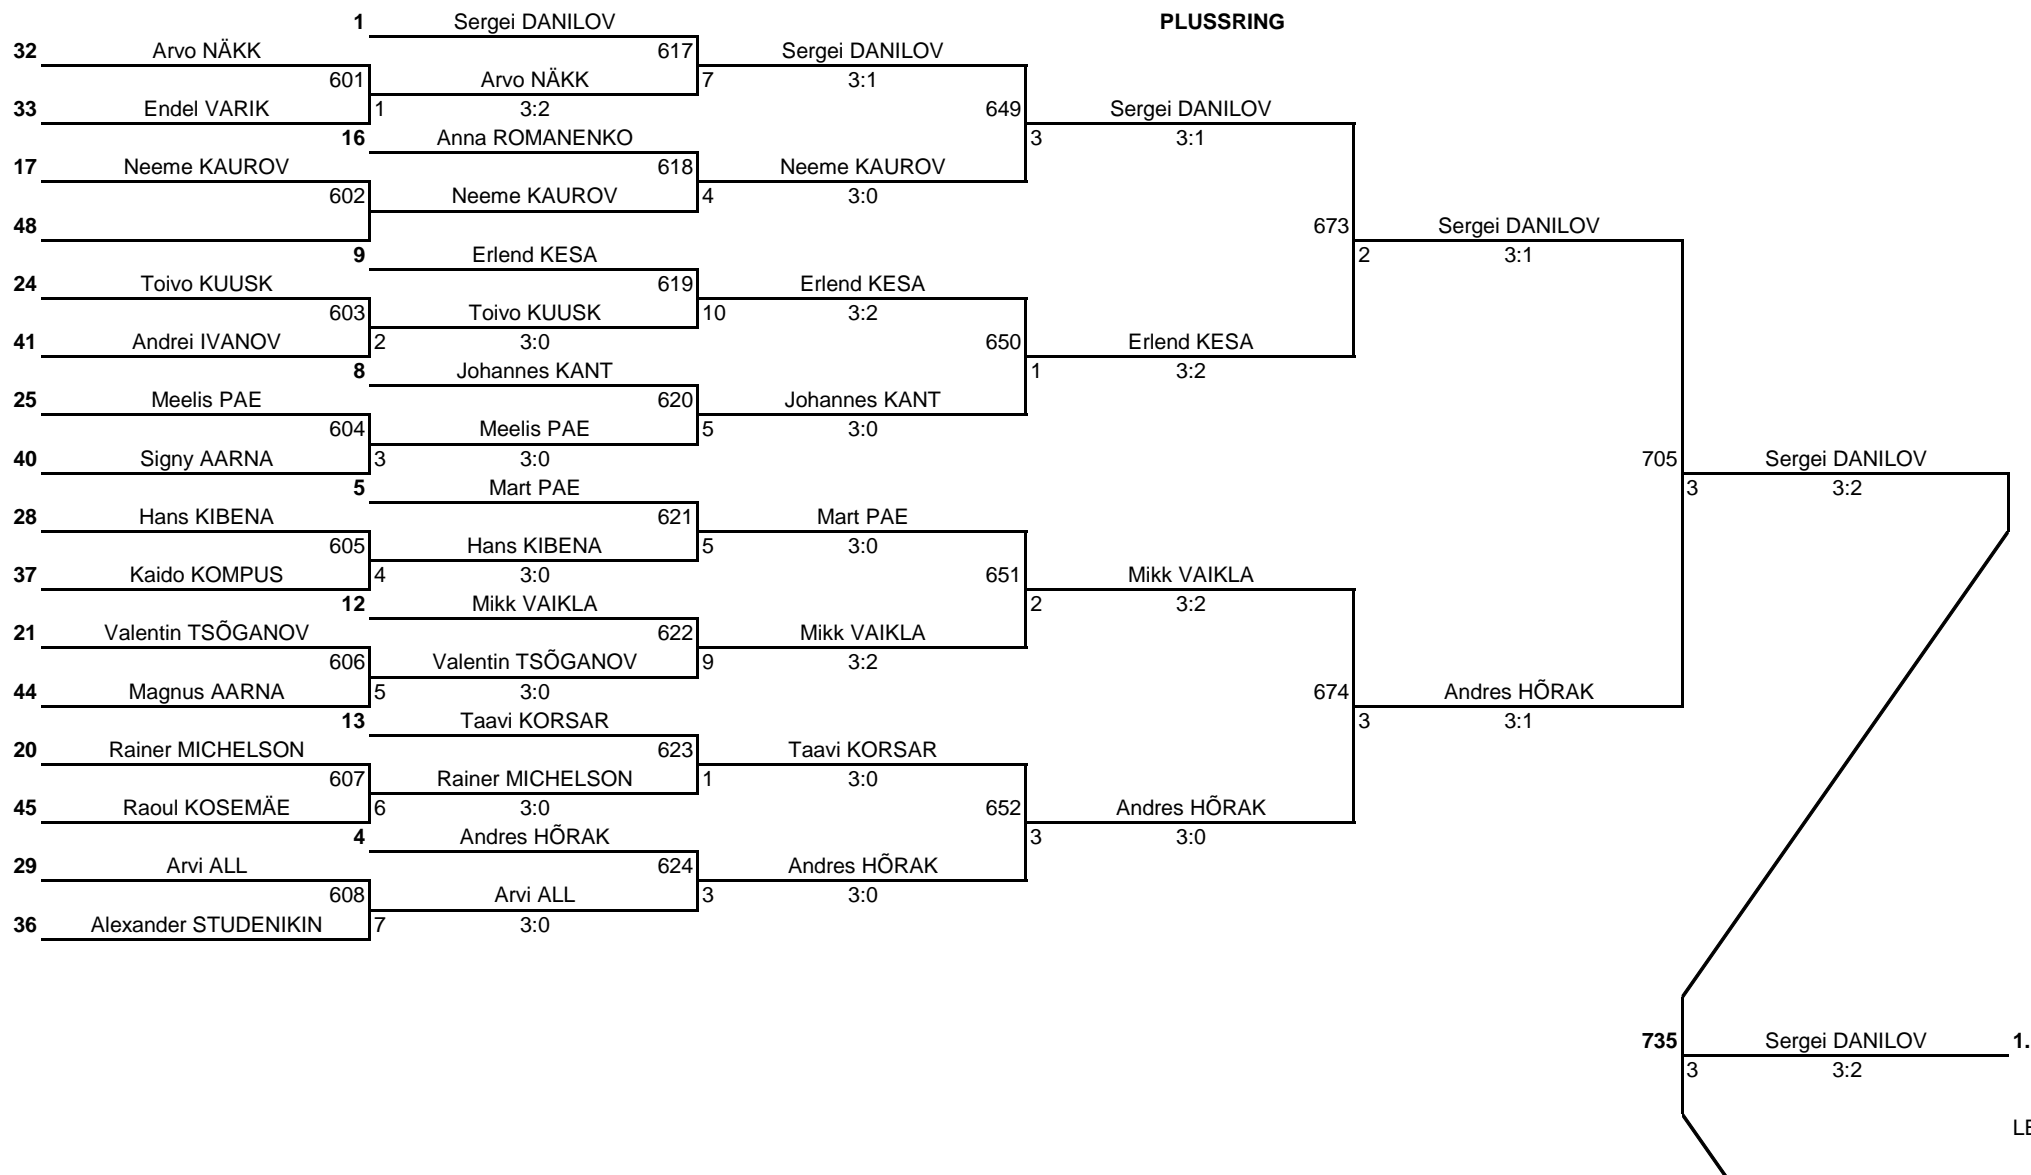 1 Sergei DANILOV PLUSSRING
32 Arvo NÄKK 617 Sergei DANILOV
601 Arvo NÄKK 7 3:1
33 Endel VARIK 1 3:2 649 Sergei DANILOV
16 Anna ROMANENKO 3 3:1
17 Neeme KAUROV 618 Neeme KAUROV
602 Neeme KAUROV 4 3:0
48 673 Sergei DANILOV
9 Erlend KESA 2 3:1
24 Toivo KUUSK 619 Erlend KESA
603 Toivo KUUSK 10 3:2
41 Andrei IVANOV 2 3:0 650 Erlend KESA
8 Johannes KANT 1 3:2
25 Meelis PAE 620 Johannes KANT
604 Meelis PAE 5 3:0
40 Signy AARNA 3 3:0 705 Sergei DANILOV
5 Mart PAE 3 3:2
28 Hans KIBENA 621 Mart PAE
605 Hans KIBENA 5 3:0
37 Kaido KOMPUS 4 3:0 651 Mikk VAIKLA
12 Mikk VAIKLA 2 3:2
21 Valentin TSÕGANOV 622 Mikk VAIKLA
606 Valentin TSÕGANOV 9 3:2
44 Magnus AARNA 5 3:0 674 Andres HÕRAK
13 Taavi KORSAR 3 3:1
20 Rainer MICHELSON 623 Taavi KORSAR
607 Rainer MICHELSON 1 3:0
45 Raoul KOSEMÄE 6 3:0 652 Andres HÕRAK
4 Andres HÕRAK 3 3:0
29 Arvi ALL 624 Andres HÕRAK
608 Arvi ALL 3 3:0
36 Alexander STUDENIKIN 7 3:0
735 Sergei DANILOV 1.
3 3:2
LE